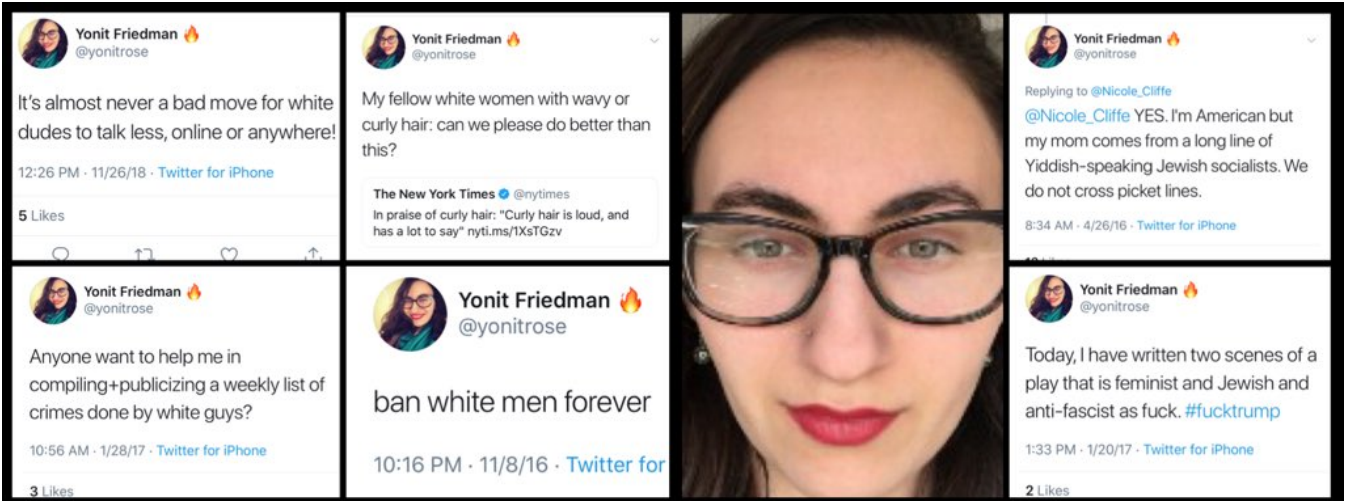 Yonit Friedman 🔥
@yonitrose
It's almost never a bad move for white
dudes to talk less, online or anywhere!
12:26 PM · 11/26/18 · Twitter for iPhone
5 Likes
Yonit Friedman 🔥
@yonitrose
My fellow white women with wavy or
curly hair: can we please do better than
this?
The New York Times @nytimes
In praise of curly hair: "Curly hair is loud, and
has a lot to say" nyti.ms/1XsTGzv
Yonit Friedman 🔥
@yonitrose
Replying to @Nicole_Cliffe
@Nicole_Cliffe YES. I'm American but
my mom comes from a long line of
Yiddish-speaking Jewish socialists. We
do not cross picket lines.
8:34 AM · 4/26/16 · Twitter for iPhone
Yonit Friedman 🔥
@yonitrose
Anyone want to help me in
compiling+publicizing a weekly list of
crimes done by white guys?
10:56 AM · 1/28/17 · Twitter for iPhone
3 Likes
Yonit Friedman 🔥
@yonitrose
ban white men forever
10:16 PM · 11/8/16 · Twitter for
Yonit Friedman 🔥
@yonitrose
Today, I have written two scenes of a
play that is feminist and Jewish and
anti-fascist as fuck. #fucktrump
1:33 PM · 1/20/17 · Twitter for iPhone
2 Likes